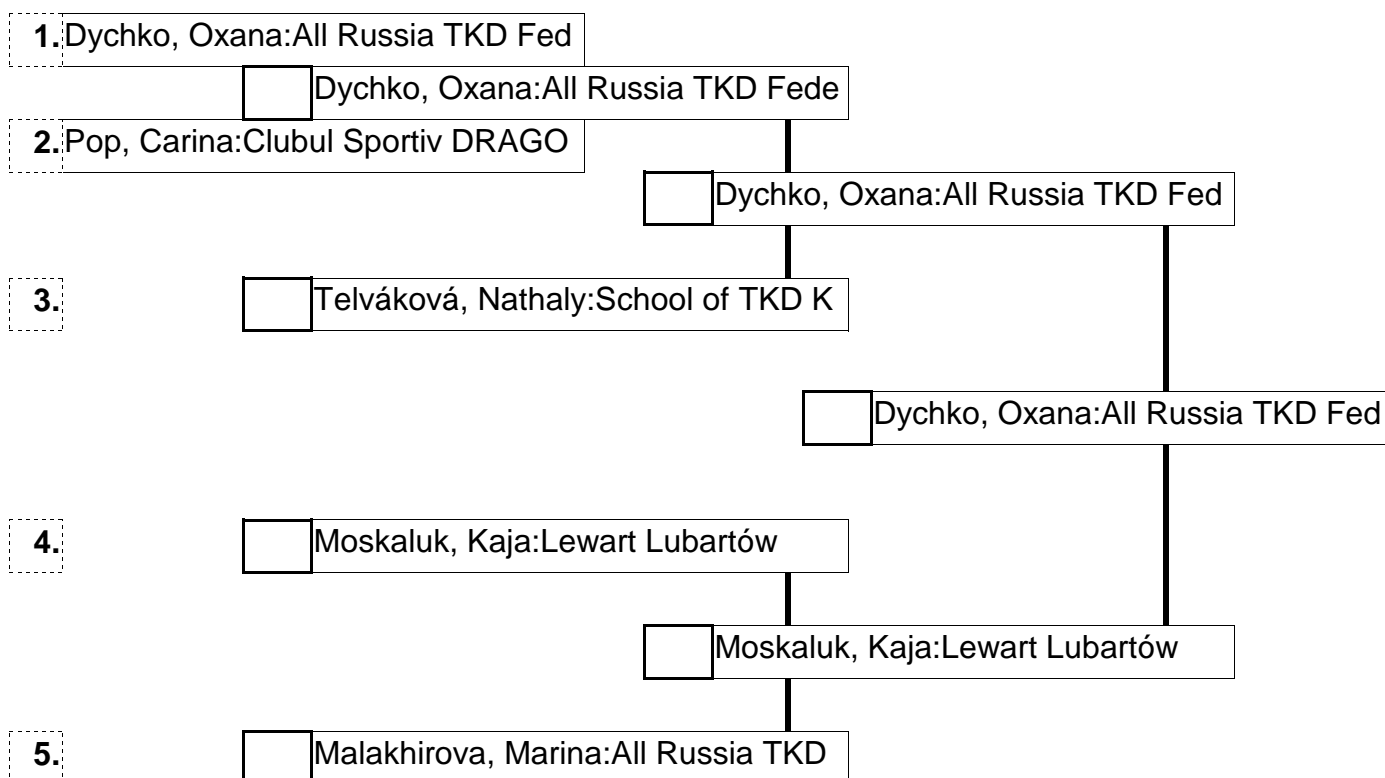 1. Dychko, Oxana:All Russia TKD Fed
Dychko, Oxana:All Russia TKD Fede
2. Pop, Carina:Clubul Sportiv DRAGO
Dychko, Oxana:All Russia TKD Fed
3. Telváková, Nathaly:School of TKD K
Dychko, Oxana:All Russia TKD Fed
4. Moskaluk, Kaja:Lewart Lubartów
Moskaluk, Kaja:Lewart Lubartów
5. Malakhirova, Marina:All Russia TKD